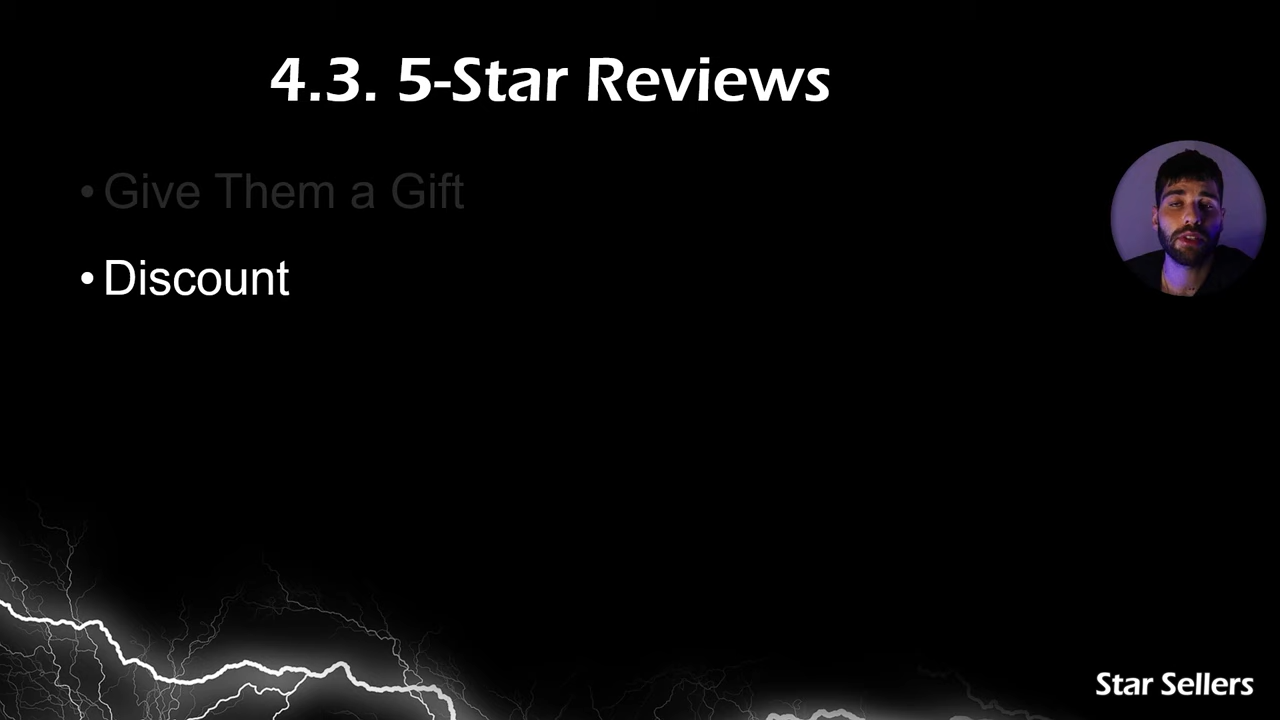 4.3. 5-Star Reviews
• Give Them a Gift
• Discount
Star Sellers